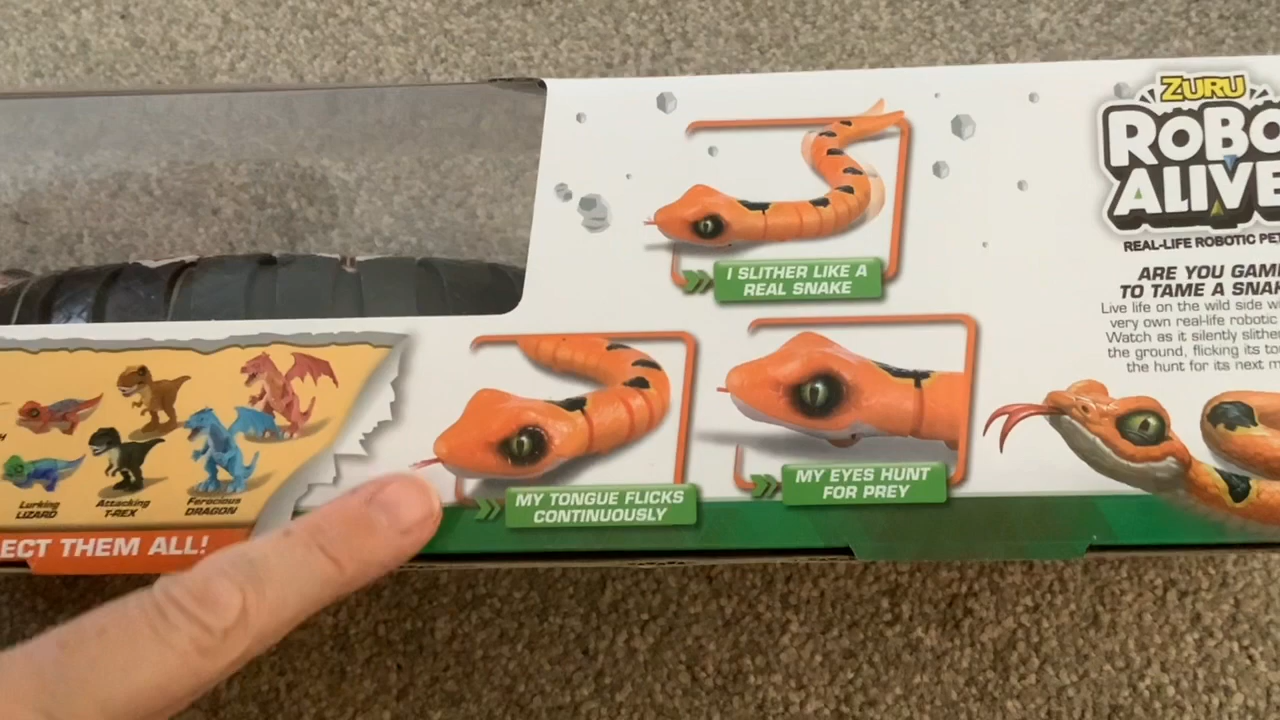 ZURU
ROBO
ALIVE
REAL-LIFE ROBOTIC PET
ARE YOU GAM
TO TAME A SNA
Live life on the wild side w
very own real-life robotic
Watch as it silently slithe
the ground, flicking its to
the hunt for its next m
I SLITHER LIKE A
REAL SNAKE
MY TONGUE FLICKS
CONTINUOUSLY
MY EYES HUNT
FOR PREY
Lurking
LIZARD
Attacking
T-REX
Ferocious
DRAGON
ECT THEM ALL!